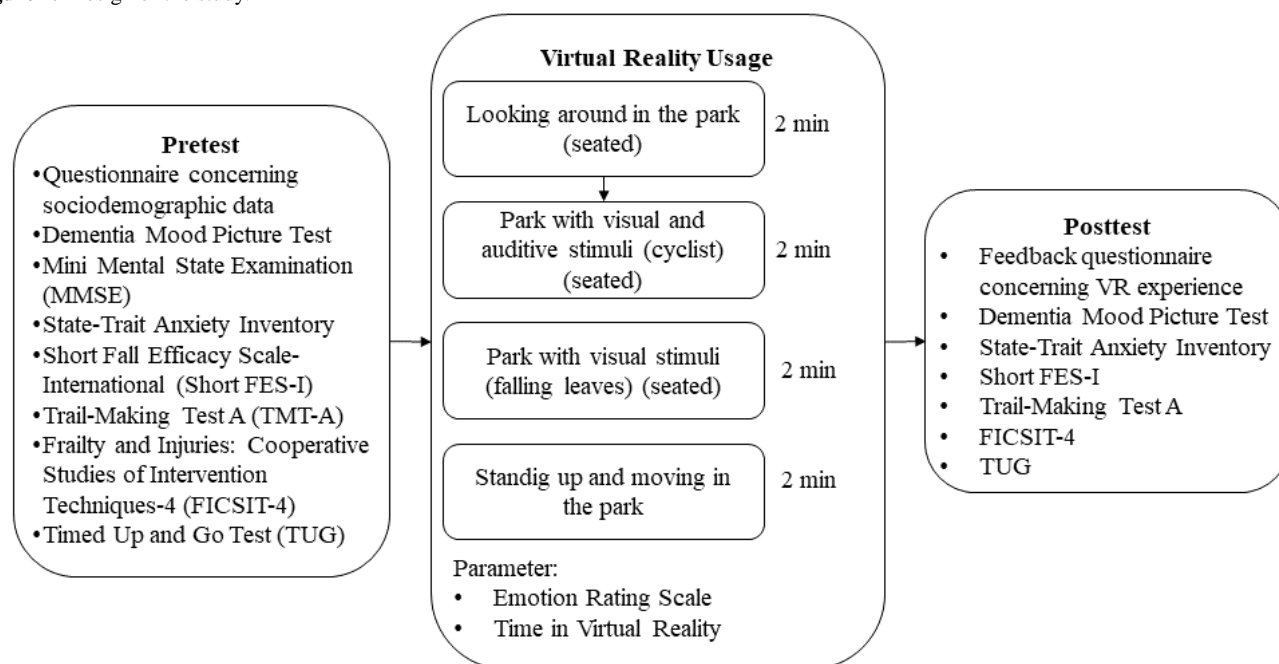 Pretest
•Questionnaire concerning
sociodemographic data
•Dementia Mood Picture Test
•Mini Mental State Examination
(MMSE)
•State-Trait Anxiety Inventory
•Short Fall Efficacy Scale-
International (Short FES-I)
•Trail-Making Test A (TMT-A)
•Frailty and Injuries: Cooperative
Studies of Intervention
Techniques-4 (FICSIT-4)
•Timed Up and Go Test (TUG)
Virtual Reality Usage
Looking around in the park
(seated)
2 min
Park with visual and
auditive stimuli (cyclist)
(seated)
2 min
Park with visual stimuli
(falling leaves) (seated)
2 min
Standig up and moving in
the park
2 min
Parameter:
• Emotion Rating Scale
• Time in Virtual Reality
Posttest
• Feedback questionnaire
concerning VR experience
• Dementia Mood Picture Test
• State-Trait Anxiety Inventory
• Short FES-I
• Trail-Making Test A
• FICSIT-4
• TUG